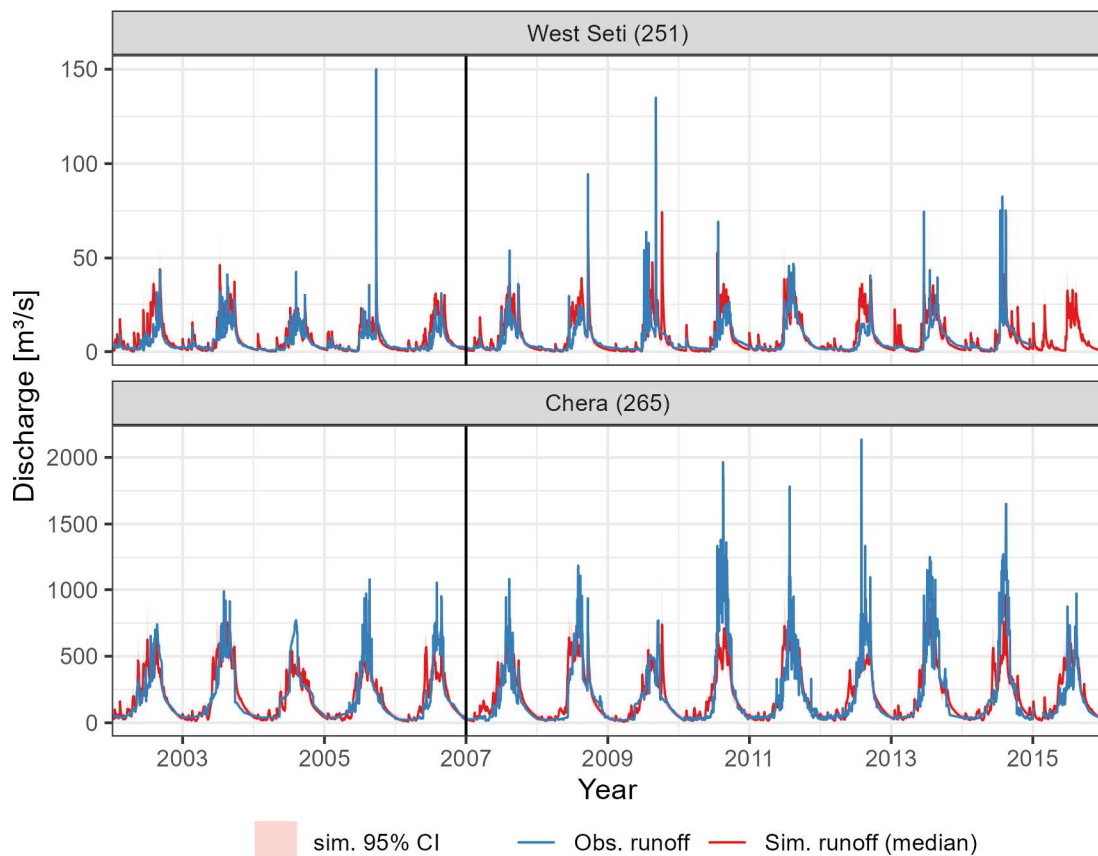 West Seti (251)
150
100
50
0
Chera (265)
2000
1500
1000
500
0
Discharge [m³/s]
2003 2005 2007 2009 2011 2013 2015
Year
sim. 95% CI Obs. runoff Sim. runoff (median)